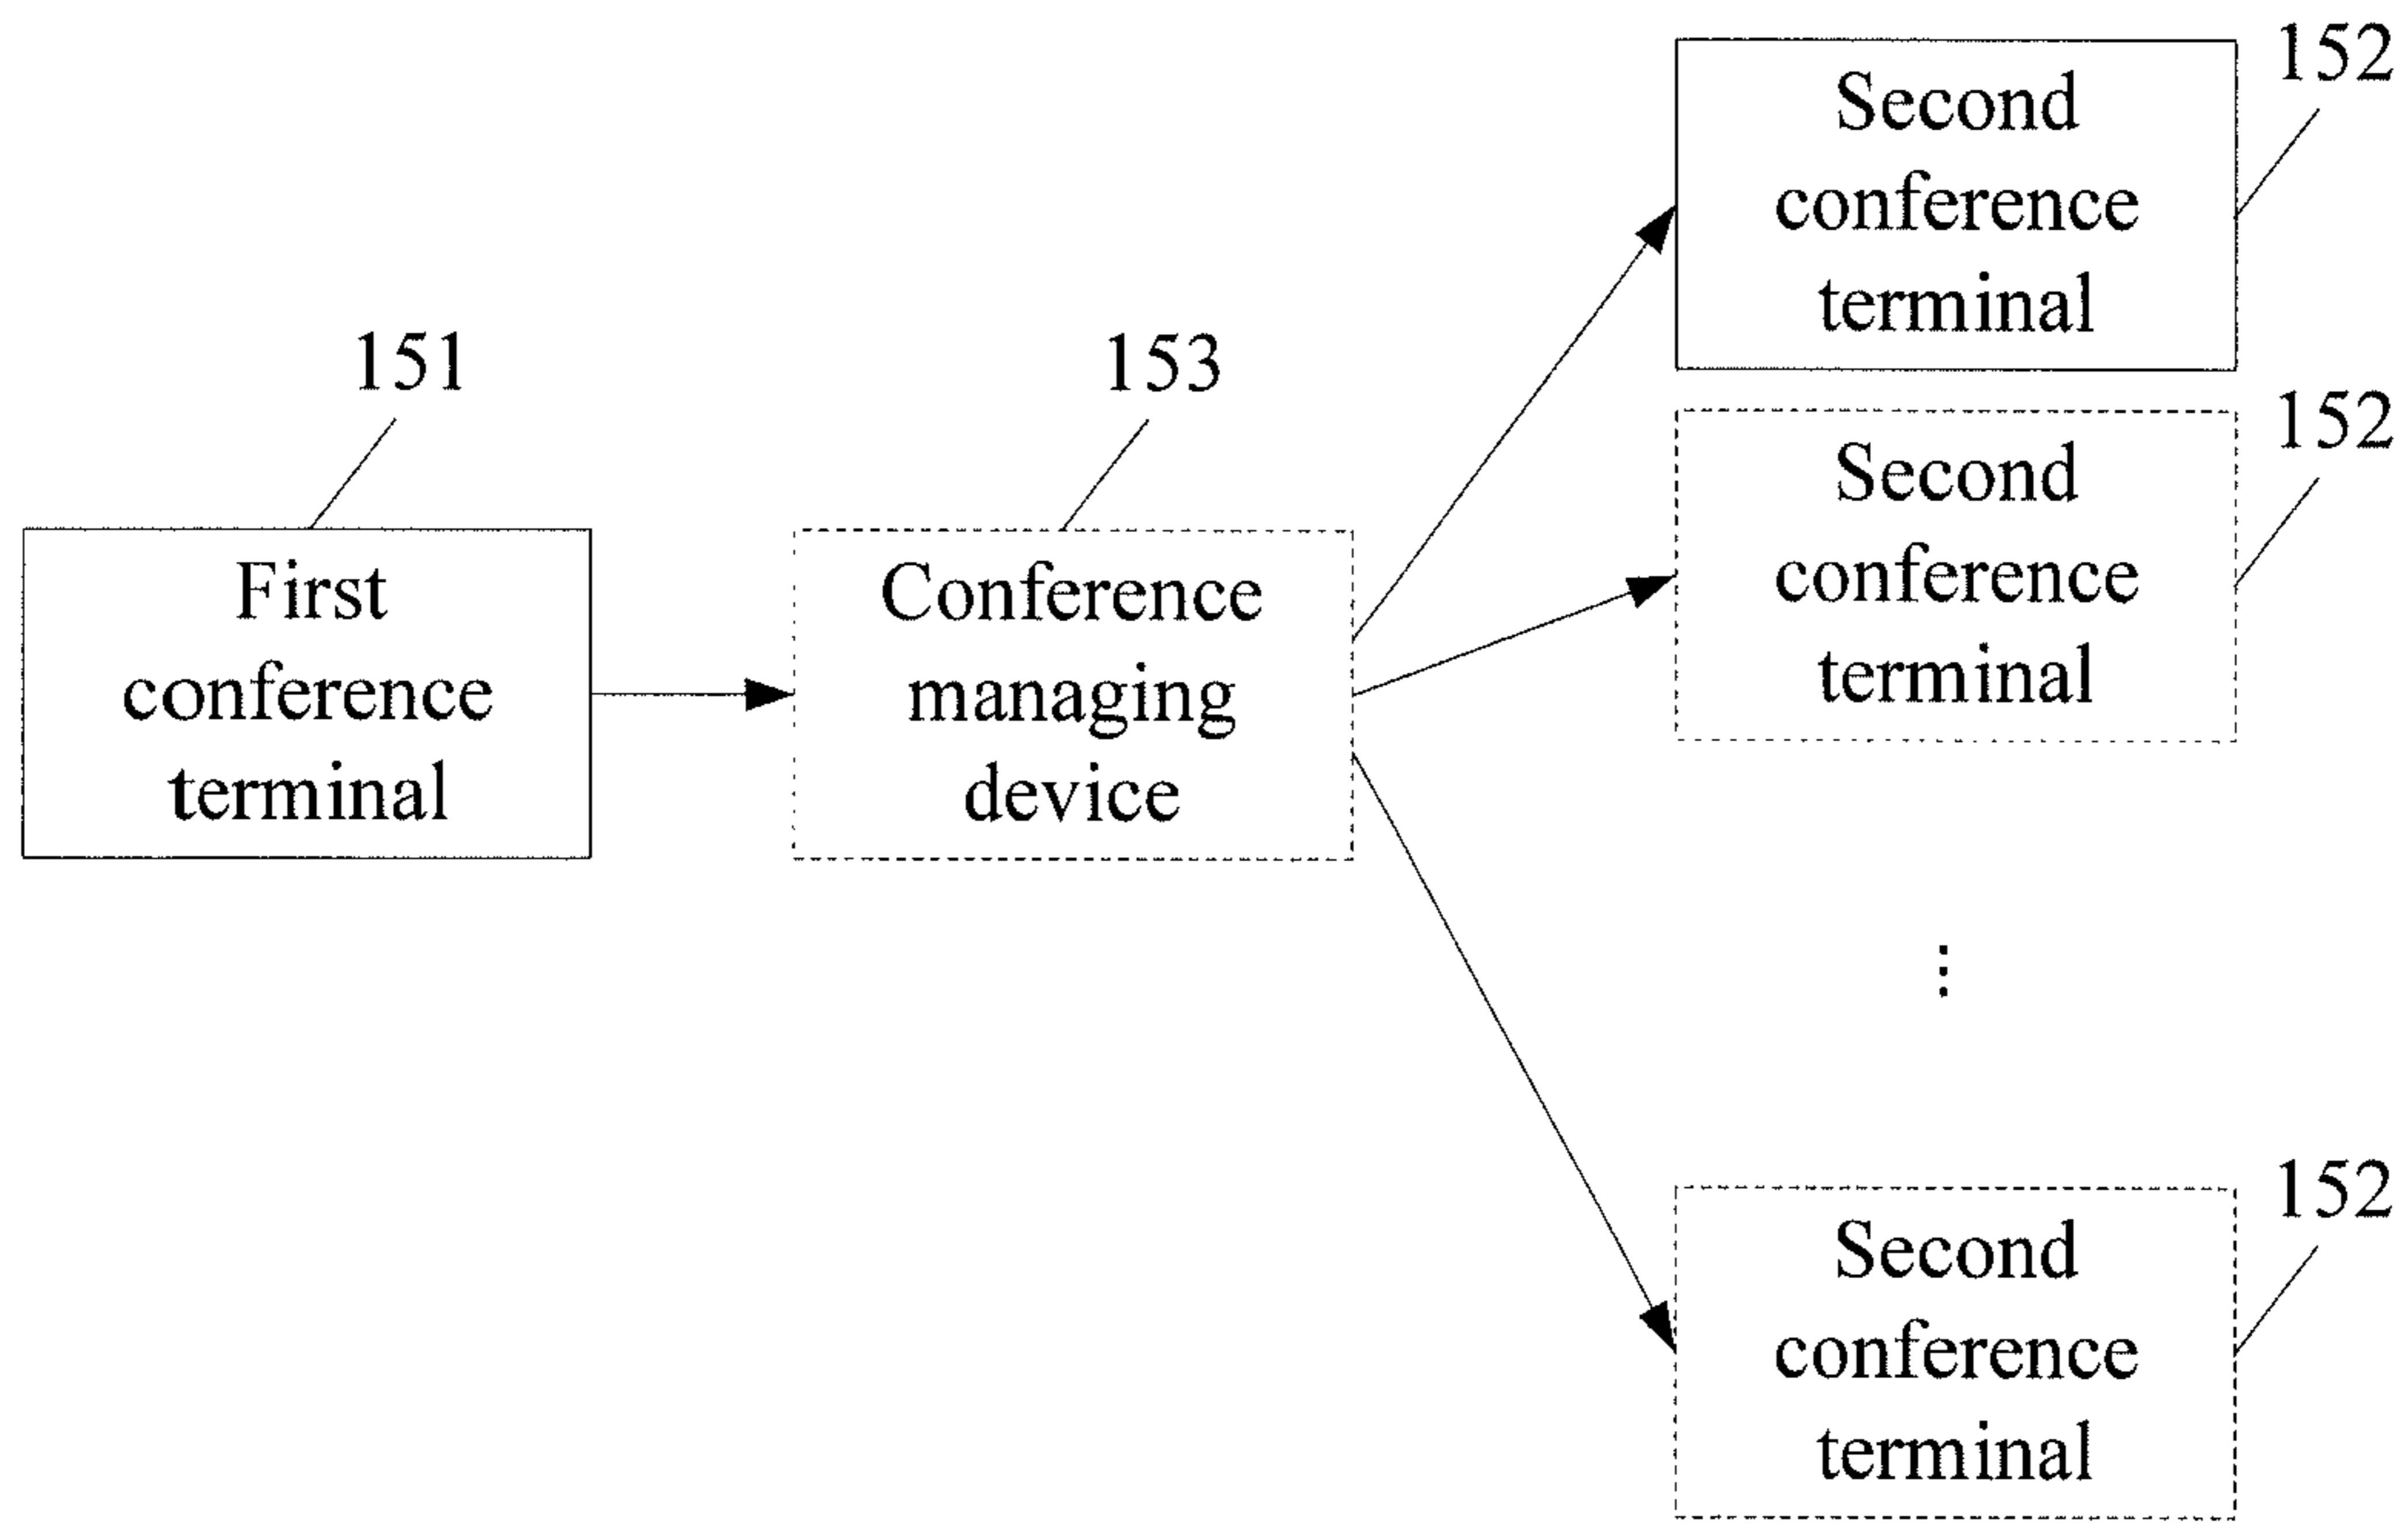 151
First
conference
terminal
153
Conference
managing
device
152
Second
conference
terminal
152
Second
conference
terminal
⋮
152
Second
conference
terminal